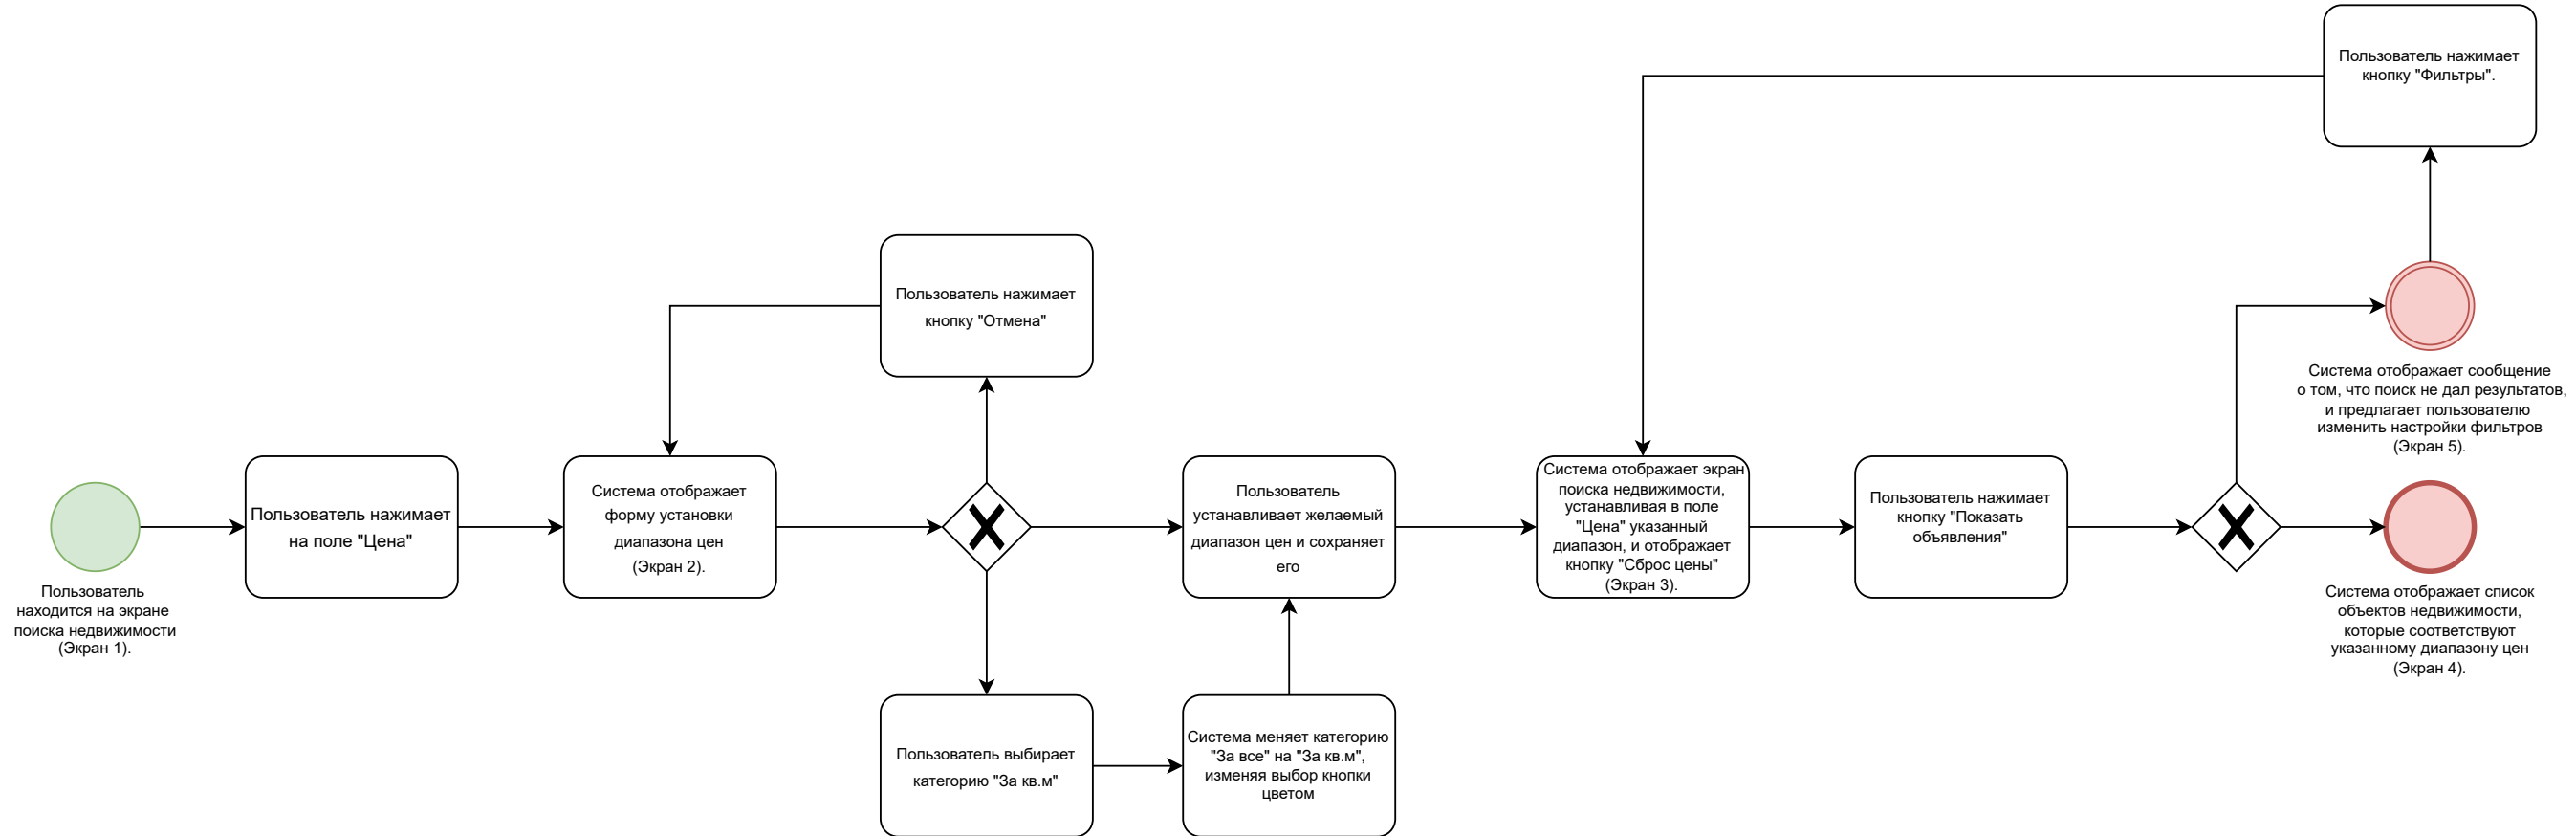 Пользователь нажимает
кнопку "Фильтры".
Пользователь нажимает
кнопку "Отмена"
Система отображает сообщение
о том, что поиск не дал результатов,
и предлагает пользователю
изменить настройки фильтров
(Экран 5).
Пользователь
находится на экране
поиска недвижимости
(Экран 1).
Пользователь нажимает
на поле "Цена"
Система отображает
форму установки
диапазона цен
(Экран 2).
Пользователь
устанавливает желаемый
диапазон цен и сохраняет
его
Система отображает экран
поиска недвижимости,
устанавливая в поле
"Цена" указанный
диапазон, и отображает
кнопку "Сброс цены"
(Экран 3).
Пользователь нажимает
кнопку "Показать
объявления"
Система отображает список
объектов недвижимости,
которые соответствуют
указанному диапазону цен
(Экран 4).
Пользователь выбирает
категорию "За кв.м"
Система меняет категорию
"За все" на "За кв.м",
изменяя выбор кнопки
цветом